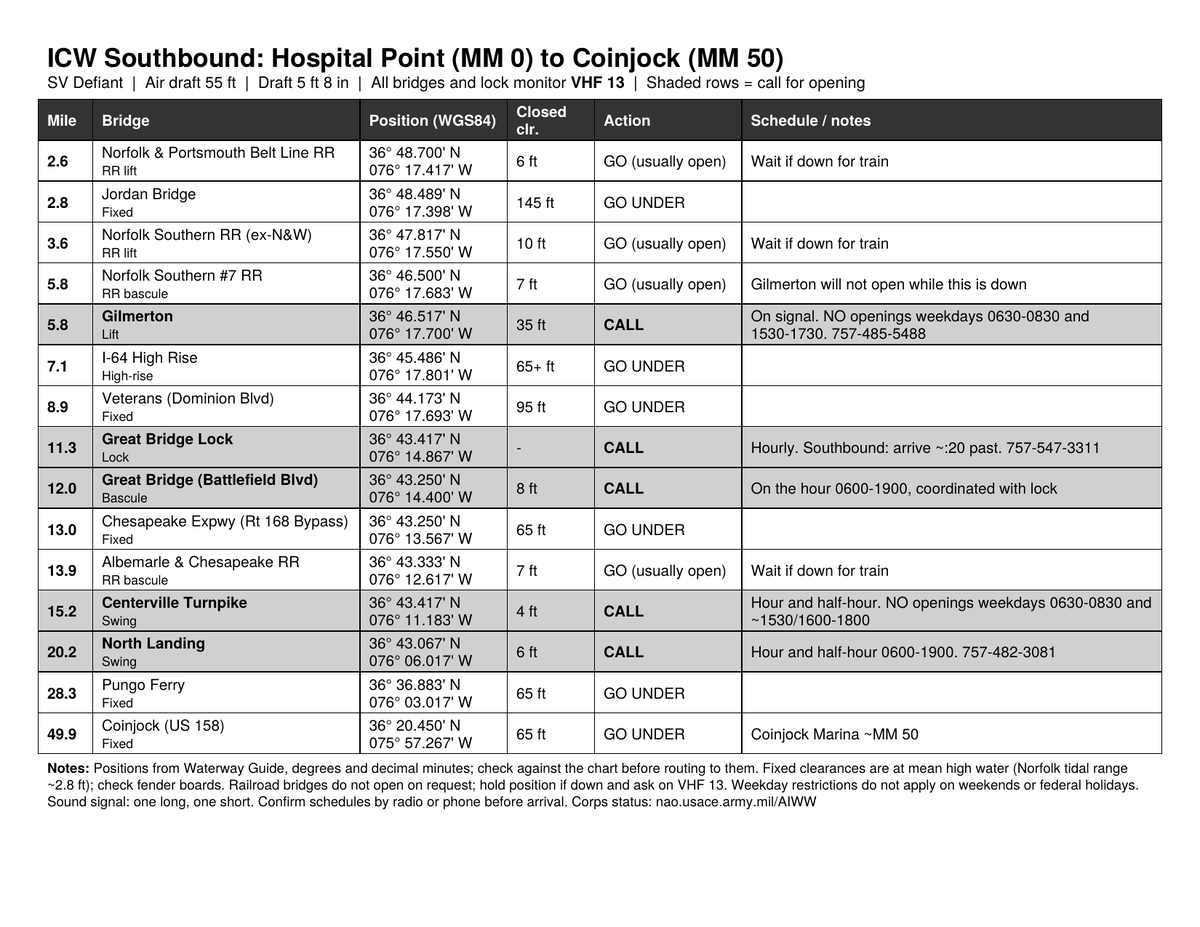 ICW Southbound: Hospital Point (MM 0) to Coinjock (MM 50)
SV Defiant | Air draft 55 ft | Draft 5 ft 8 in | All bridges and lock monitor VHF 13 | Shaded rows = call for opening
Mile Bridge Position (WGS84) Closed clr. Action Schedule / notes
2.6 Norfolk & Portsmouth Belt Line RR 36° 48.700' N 6 ft GO (usually open) Wait if down for train
RR lift 076° 17.417' W
2.8 Jordan Bridge 36° 48.489' N 145 ft GO UNDER
Fixed 076° 17.398' W
3.6 Norfolk Southern RR (ex-N&W) 36° 47.817' N 10 ft GO (usually open) Wait if down for train
RR lift 076° 17.550' W
5.8 Norfolk Southern #7 RR 36° 46.500' N 7 ft GO (usually open) Gilmerton will not open while this is down
RR bascule 076° 17.683' W
5.8 Gilmerton 36° 46.517' N 35 ft CALL On signal. NO openings weekdays 0630-0830 and
Lift 076° 17.700' W 1530-1730. 757-485-5488
7.1 I-64 High Rise 36° 45.486' N 65+ ft GO UNDER
High-rise 076° 17.801' W
8.9 Veterans (Dominion Blvd) 36° 44.173' N 95 ft GO UNDER
Fixed 076° 17.693' W
11.3 Great Bridge Lock 36° 43.417' N - CALL Hourly. Southbound: arrive ~:20 past. 757-547-3311
Lock 076° 14.867' W
12.0 Great Bridge (Battlefield Blvd) 36° 43.250' N 8 ft CALL On the hour 0600-1900, coordinated with lock
Bascule 076° 14.400' W
13.0 Chesapeake Expwy (Rt 168 Bypass) 36° 43.250' N 65 ft GO UNDER
Fixed 076° 13.567' W
13.9 Albemarle & Chesapeake RR 36° 43.333' N 7 ft GO (usually open) Wait if down for train
RR bascule 076° 12.617' W
15.2 Centerville Turnpike 36° 43.417' N 4 ft CALL Hour and half-hour. NO openings weekdays 0630-0830 and
Swing 076° 11.183' W ~1530/1600-1800
20.2 North Landing 36° 43.067' N 6 ft CALL Hour and half-hour 0600-1900. 757-482-3081
Swing 076° 06.017' W
28.3 Pungo Ferry 36° 36.883' N 65 ft GO UNDER
Fixed 076° 03.017' W
49.9 Coinjock (US 158) 36° 20.450' N 65 ft GO UNDER Coinjock Marina ~MM 50
Fixed 075° 57.267' W
Notes: Positions from Waterway Guide, degrees and decimal minutes; check against the chart before routing to them. Fixed clearances are at mean high water (Norfolk tidal range
~2.8 ft); check fender boards. Railroad bridges do not open on request; hold position if down and ask on VHF 13. Weekday restrictions do not apply on weekends or federal holidays.
Sound signal: one long, one short. Confirm schedules by radio or phone before arrival. Corps status: nao.usace.army.mil/AIWW